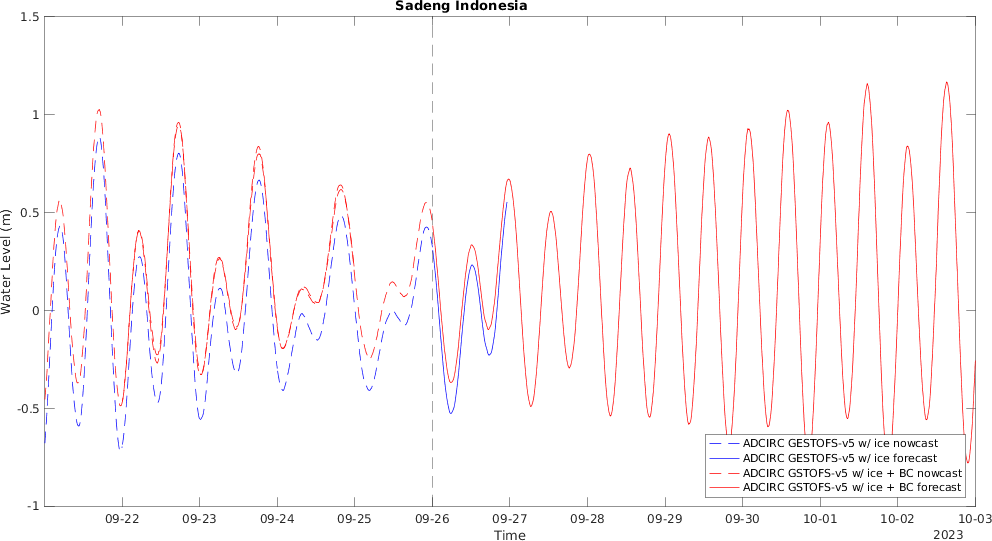 Sadeng Indonesia
1.5
1
0.5
0
-0.5
-1
Water Level (m)
ADCIRC GESTOFS-v5 w/ ice nowcast
ADCIRC GESTOFS-v5 w/ ice forecast
ADCIRC GSTOFS-v5 w/ ice + BC nowcast
ADCIRC GSTOFS-v5 w/ ice + BC forecast
09-22 09-23 09-24 09-25 09-26 09-27 09-28 09-29 09-30 10-01 10-02 10-03
Time
2023